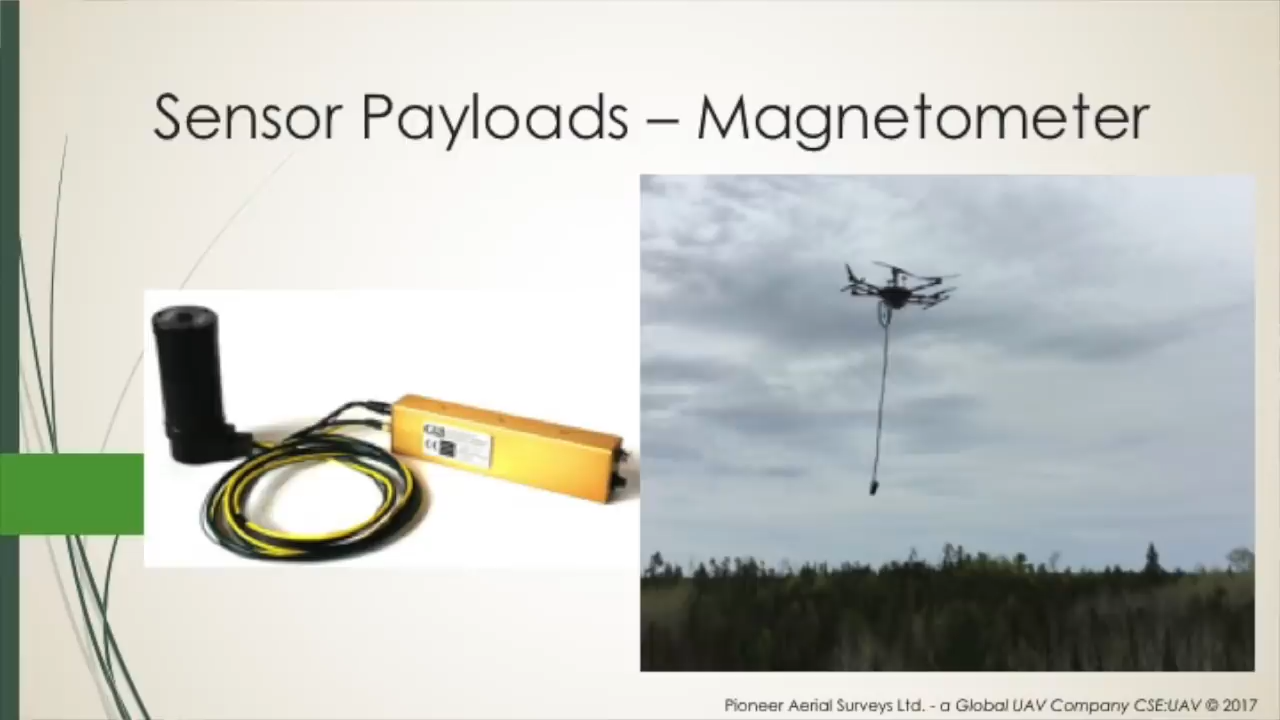 Sensor Payloads – Magnetometer
Pioneer Aerial Surveys Ltd. - a Global UAV Company CSE:UAV © 2017